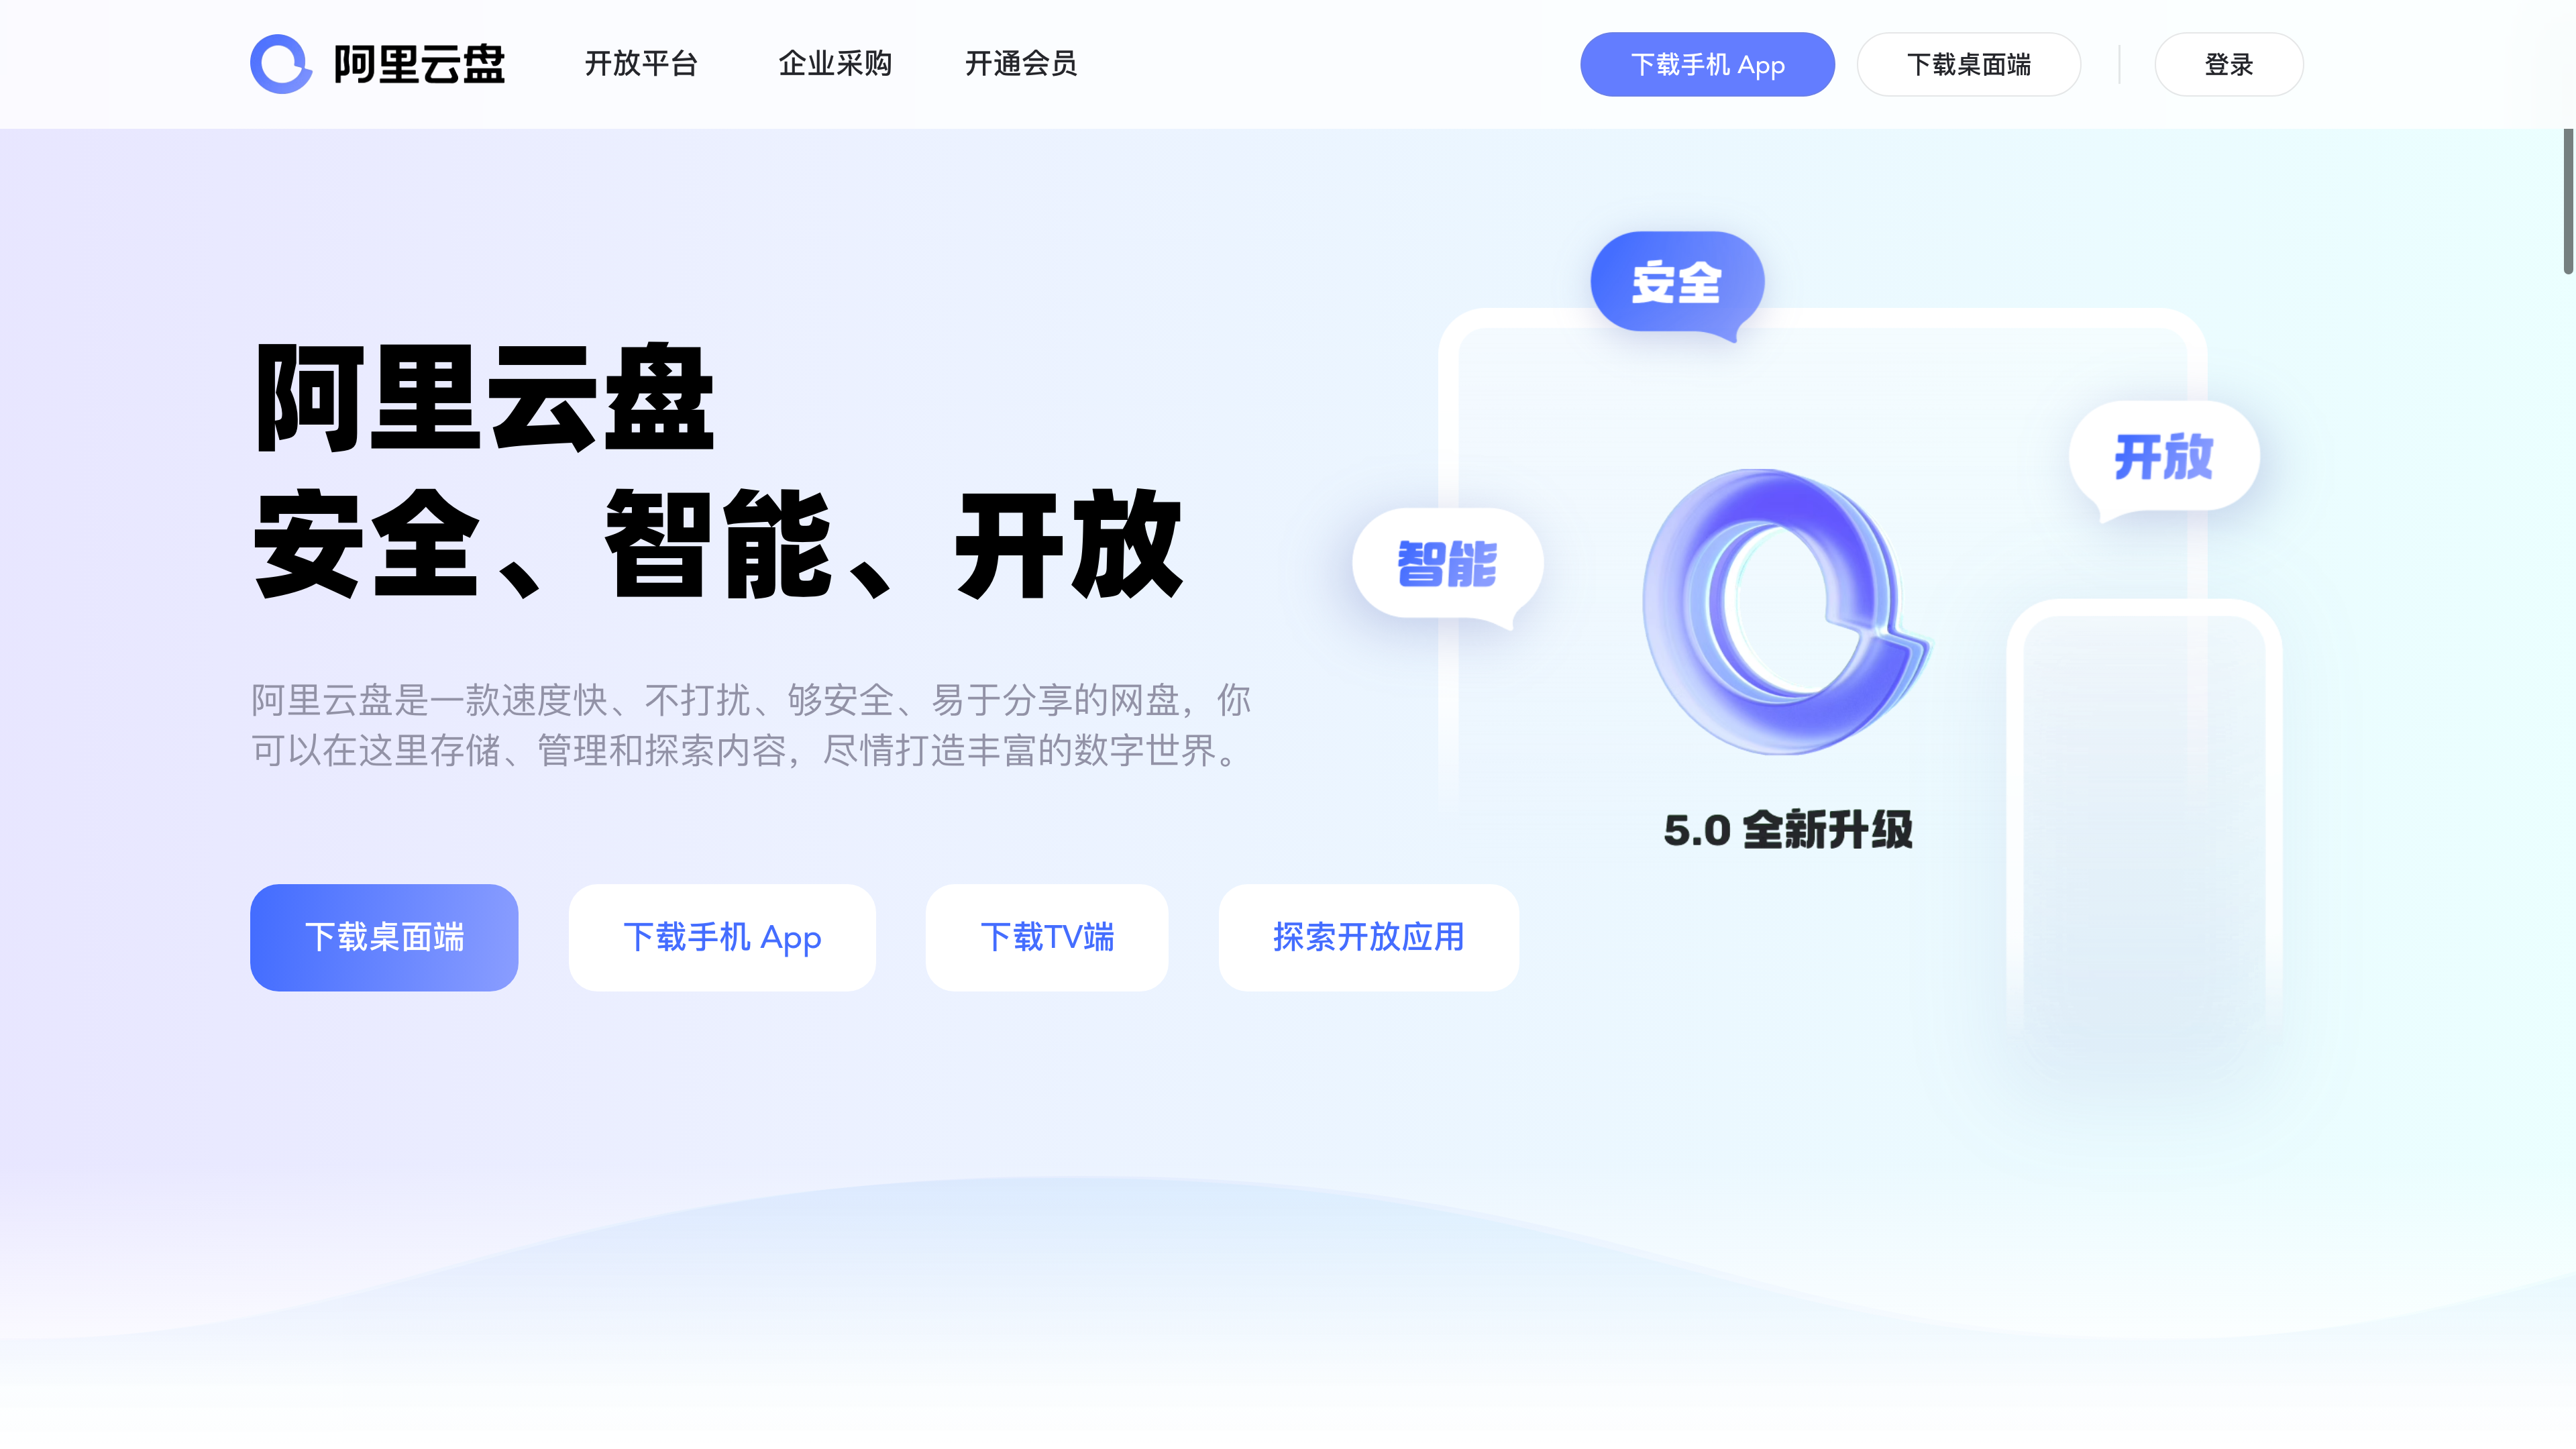 阿里云盘 开放平台 企业采购 开通会员 下载手机 App 下载桌面端 登录
阿里云盘
安全、智能、开放
阿里云盘是一款速度快、不打扰、够安全、易于分享的网盘，你
可以在这里存储、管理和探索内容，尽情打造丰富的数字世界。
下载桌面端 下载手机 App 下载TV端 探索开放应用
安全
开放
智能
5.0 全新升级